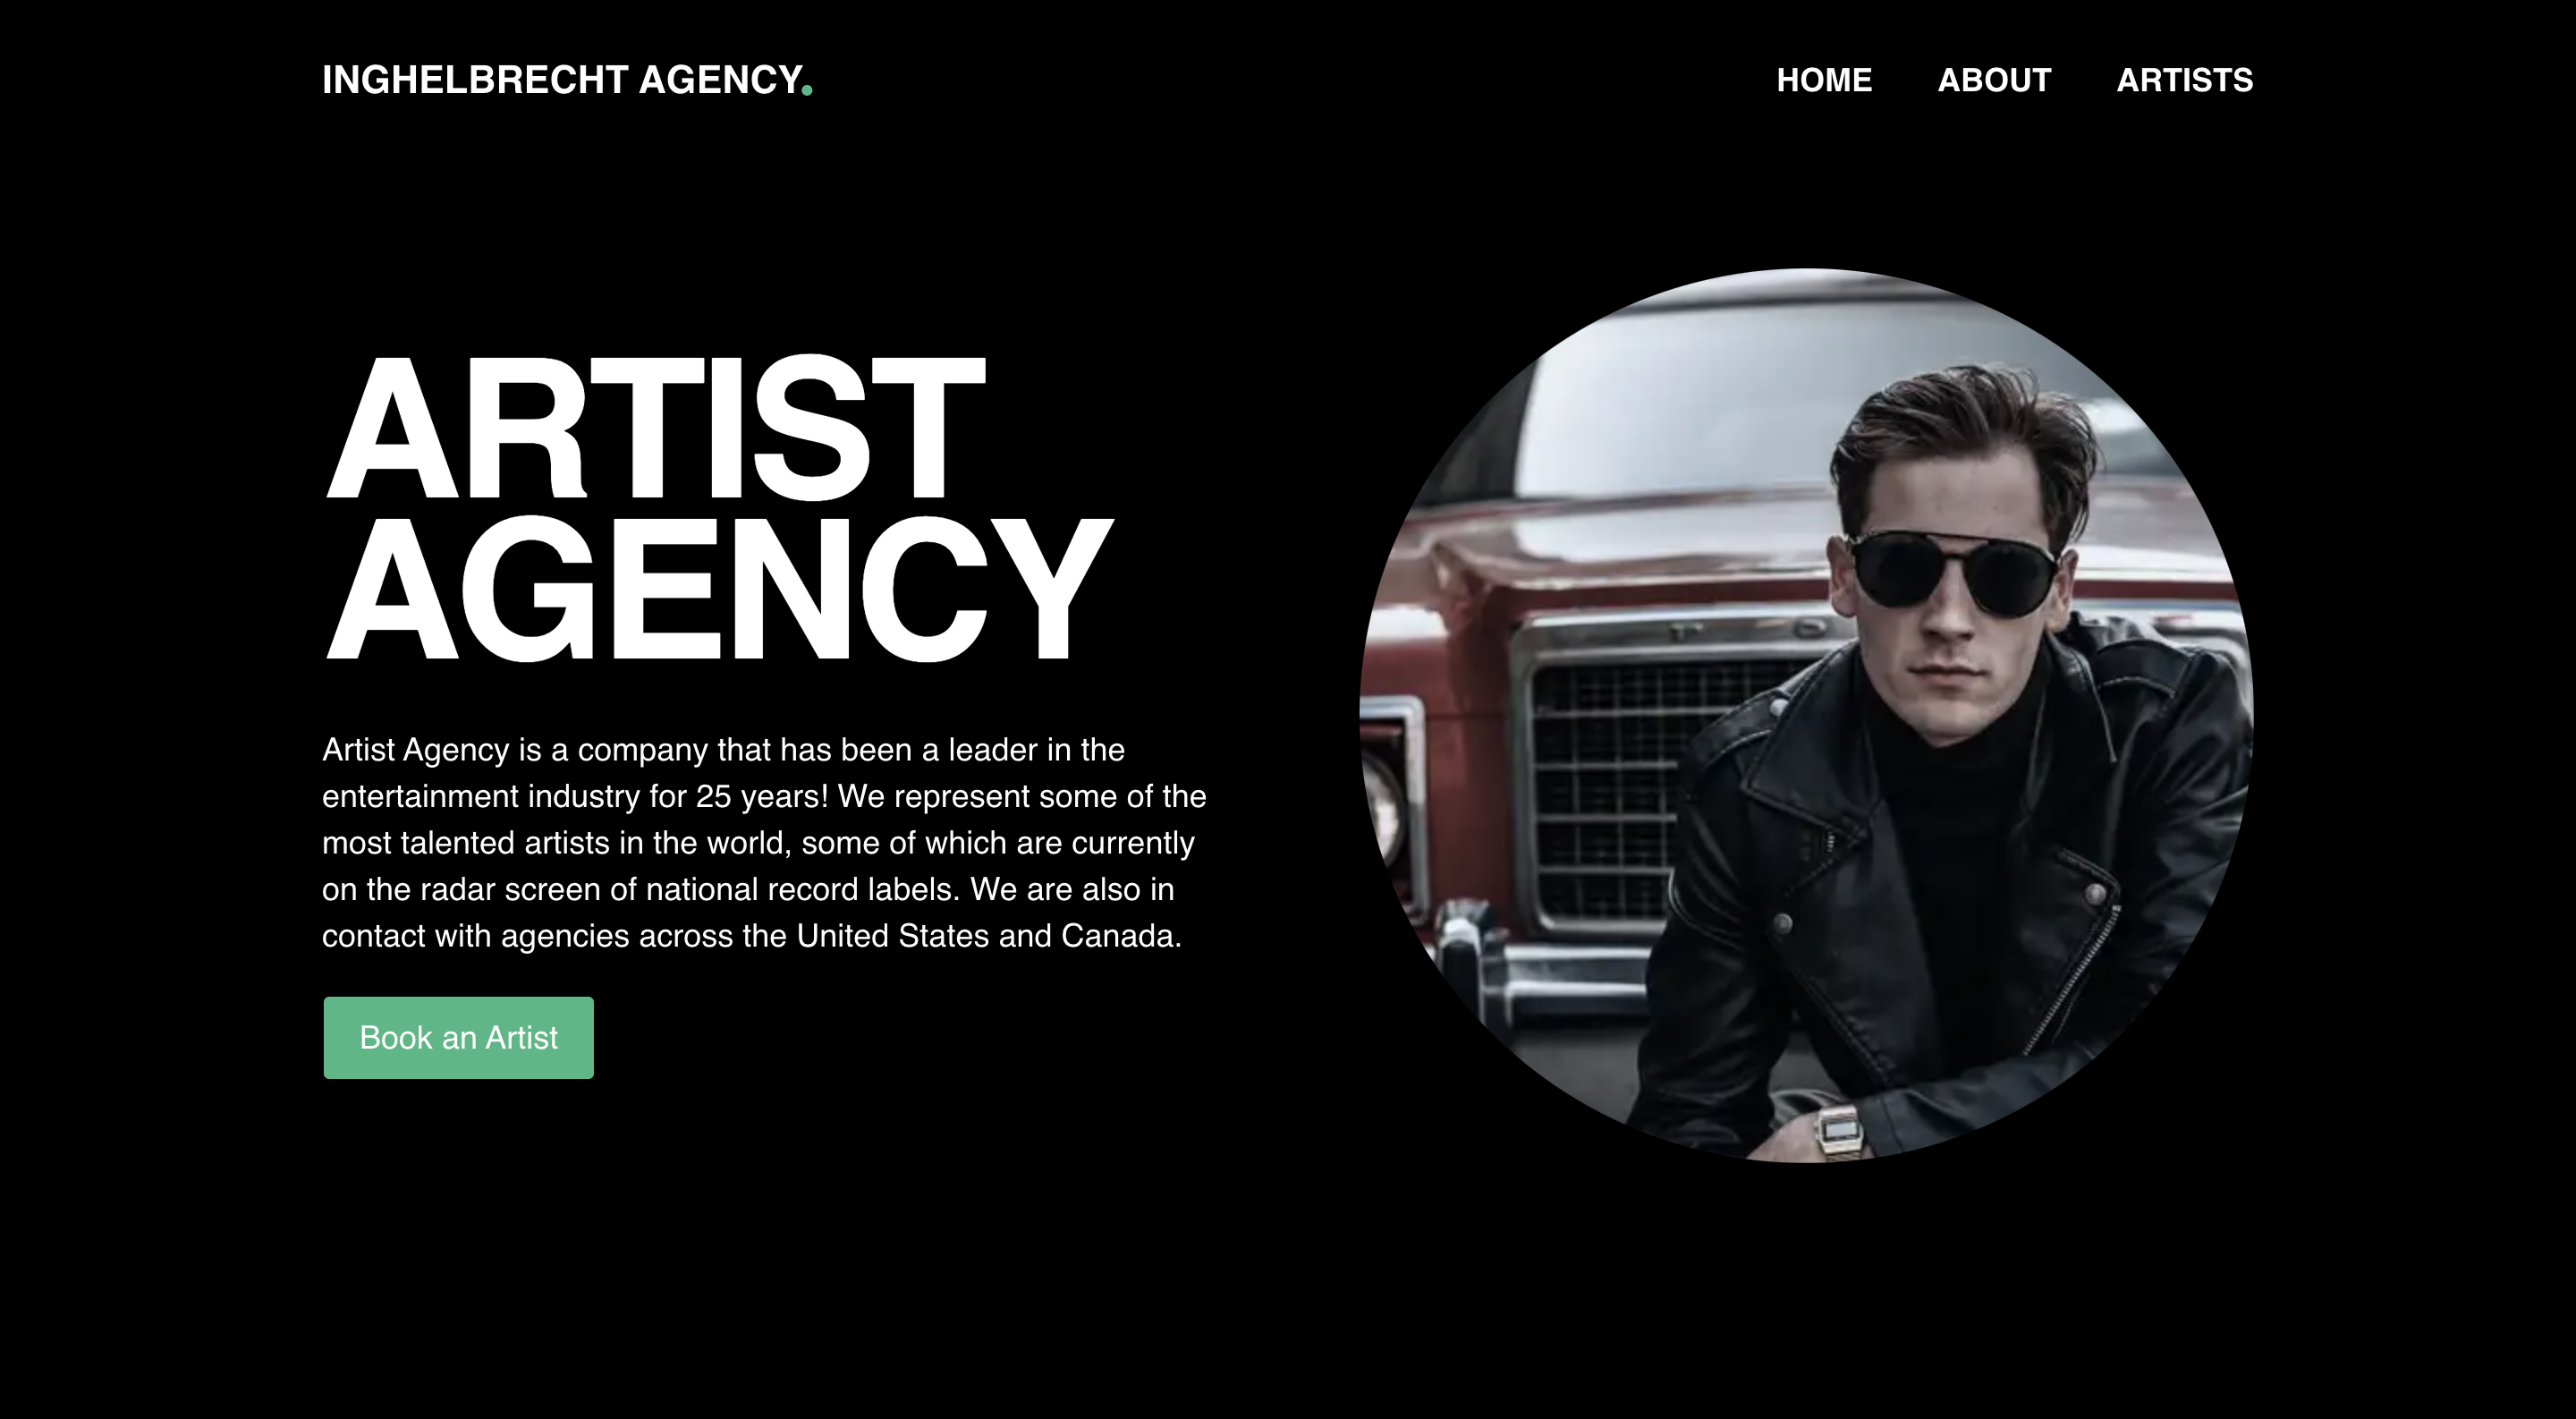 INGHELBRECHT AGENCY.
HOME ABOUT ARTISTS
ARTIST
AGENCY
Artist Agency is a company that has been a leader in the
entertainment industry for 25 years! We represent some of the
most talented artists in the world, some of which are currently
on the radar screen of national record labels. We are also in
contact with agencies across the United States and Canada.
Book an Artist